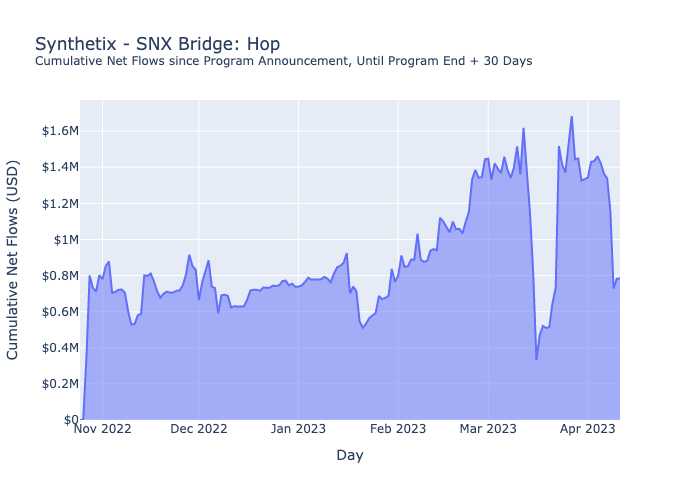 Synthetix - SNX Bridge: Hop
Cumulative Net Flows since Program Announcement, Until Program End + 30 Days
Cumulative Net Flows (USD)
$1.6M
$1.4M
$1.2M
$1M
$0.8M
$0.6M
$0.4M
$0.2M
$0
Nov 2022 Dec 2022 Jan 2023 Feb 2023 Mar 2023 Apr 2023
Day